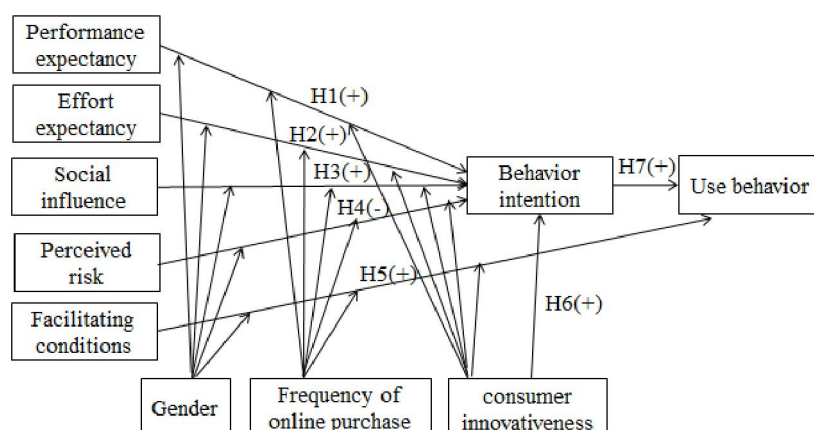 Performance
expectancy
H1(+)
Effort
expectancy
H2(+)
Social
influence
H3(+)
Behavior
intention
H7(+)
Use behavior
H4(-)
Perceived
risk
H5(+)
H6(+)
Facilitating
conditions
Gender
Frequency of
online purchase
consumer
innovativeness